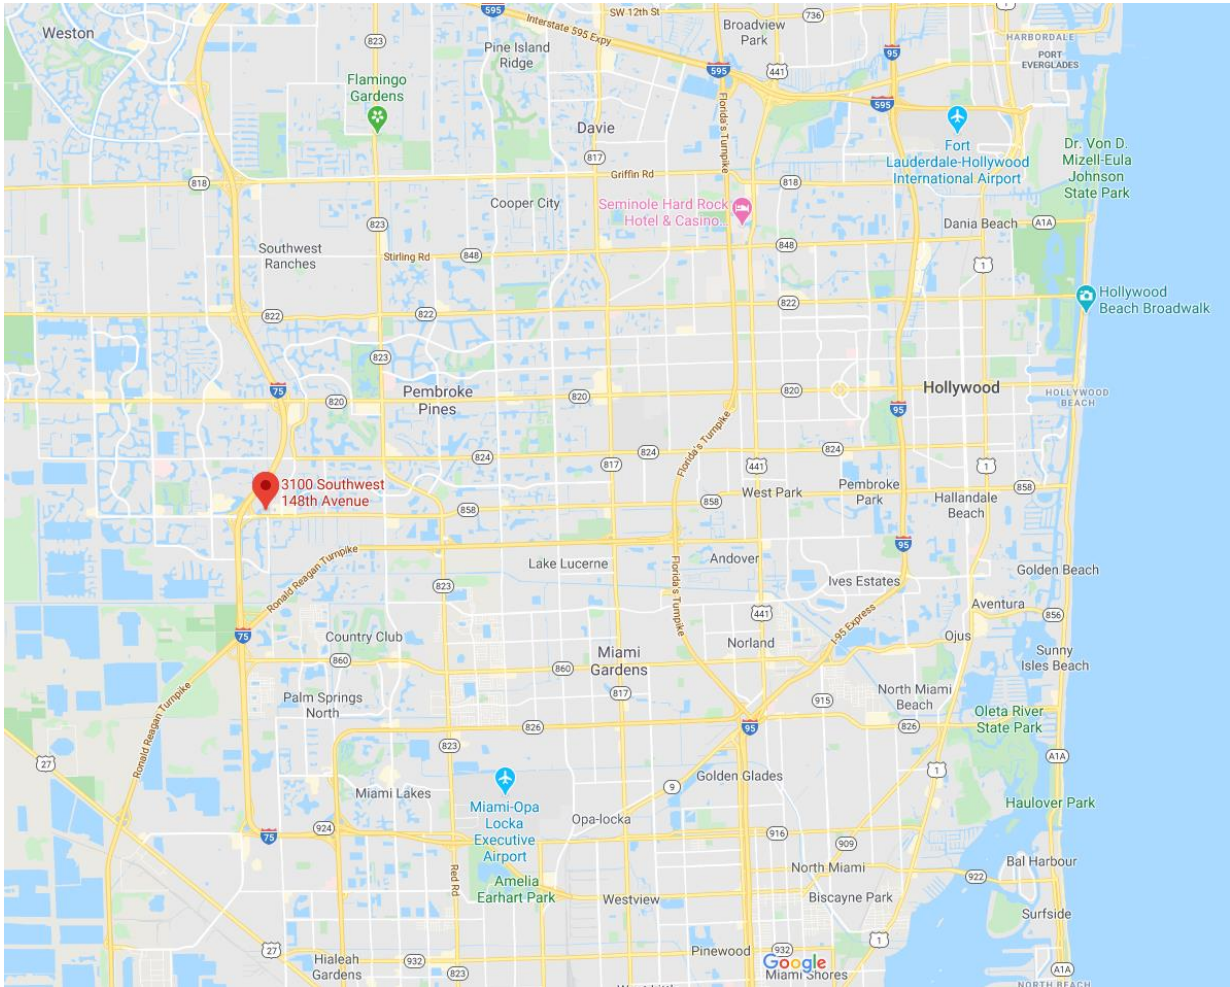 595
SW 12th St
736
Broadview
Park
HARBORDALE
PORT
EVERGLADES
Weston
823
Interstate 595 Expy
Pine Island
Ridge
95
441
595
Flamingo
Gardens
595
Florida's Turnpike
Davie
Fort
Lauderdale-Hollywood
International Airport
Dr. Von D.
Mizell-Eula
Johnson
State Park
817
818
Griffin Rd
818
Cooper City
Seminole Hard Rock
Hotel & Casino...
823
Dania Beach
A1A
Southwest
Ranches
Stirling Rd
848
848
1
822
822
822
Hollywood
Beach Broadwalk
823
75
820
Pembroke
Pines
820
820
Hollywood
HOLLYWOOD
BEACH
95
Florida's Turnpike
824
817
824
441
824
1
3100 Southwest
148th Avenue
858
858
West Park
Pembroke
Park
858
Hallandale
Beach
Ronald Reagan Turnpike
Lake Lucerne
Andover
95
Florida's Turnpike
823
Ives Estates
Golden Beach
Aventura
856
75
Country Club
441
I-95 Express
Norland
Ojus
860
860
Miami
Gardens
817
Sunny
Isles Beach
Palm Springs
North
Ronald Reagan Turnpike
915
North Miami
Beach
826
95
826
Oleta River
State Park
823
27
A1A
1
Miami Lakes
Miami-Opa
Locka
Executive
Airport
9
Golden Glades
Haulover Park
Opa-locka
75
924
916
909
Red Rd
North Miami
Bal Harbour
922
Amelia
Earhart Park
Westview
Biscayne Park
Surfside
1
27
Hialeah
Gardens
932
823
Pinewood
932
Google
Miami Shores
A1A
NORTH BEACH